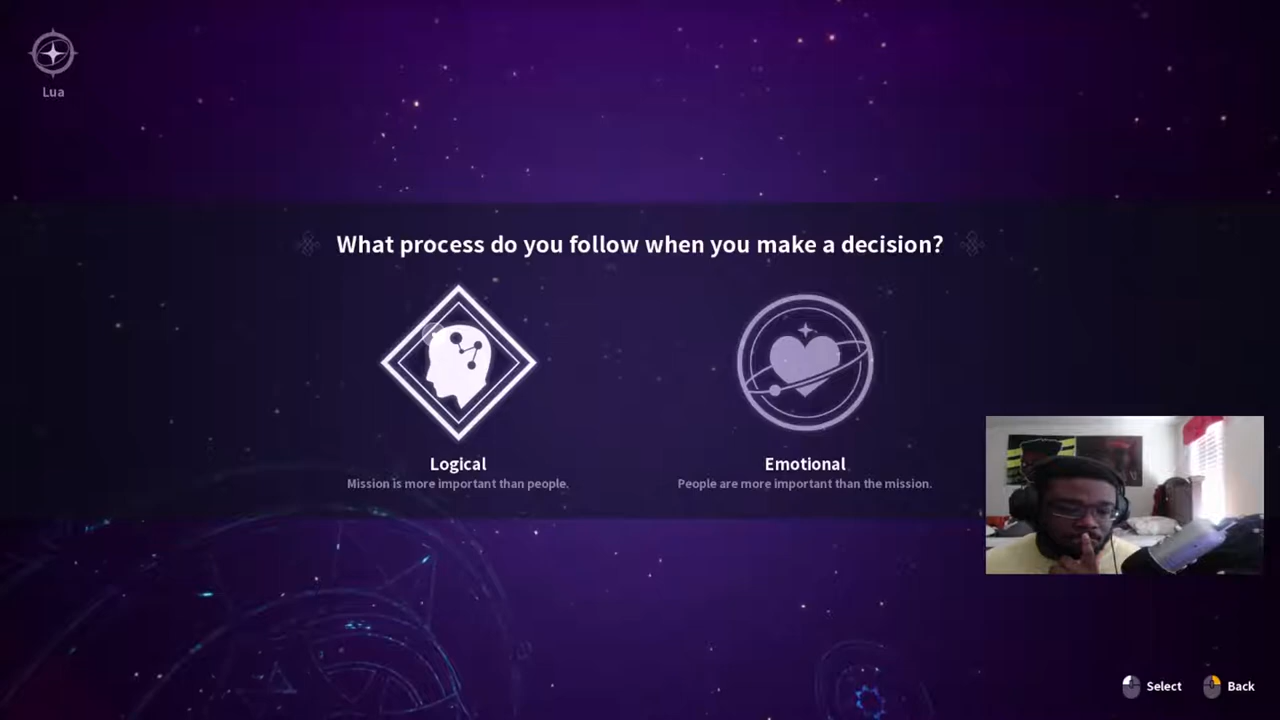 Lua
What process do you follow when you make a decision?
Logical
Mission is more important than people.
Emotional
People are more important than the mission.
Select
Back